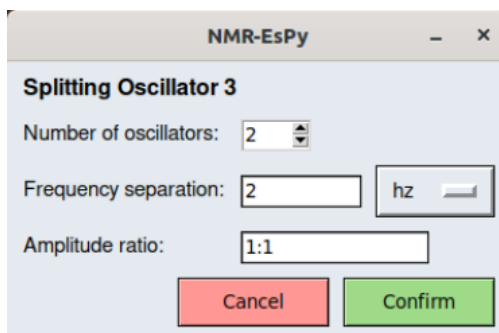 NMR-EsPy
Splitting Oscillator 3
Number of oscillators: 2
Frequency separation: 2 hz
Amplitude ratio: 1:1
Cancel Confirm